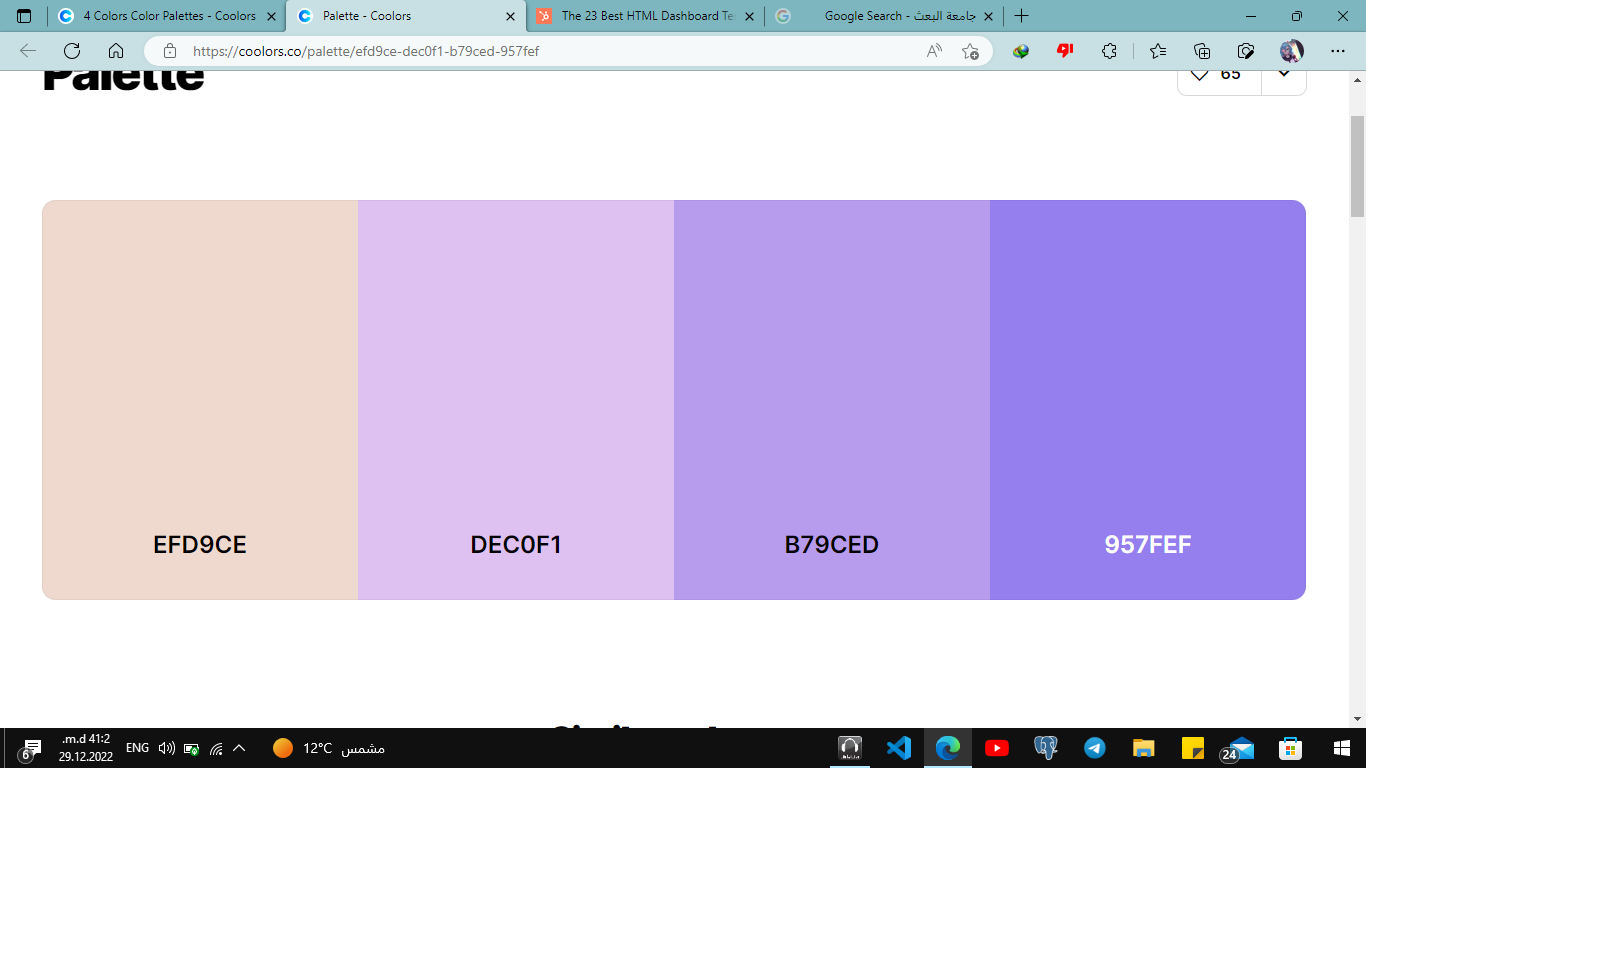 4 Colors Color Palettes - Coolors
Palette - Coolors
The 23 Best HTML Dashboard Te
Google Search - جامعة البعث
https://coolors.co/palette/efd9ce-dec0f1-b79ced-957fef
Palette
65
EFD9CE
DEC0F1
B79CED
957FEF
.m.d 41:2
29.12.2022
ENG
12°C مشمس
6
24